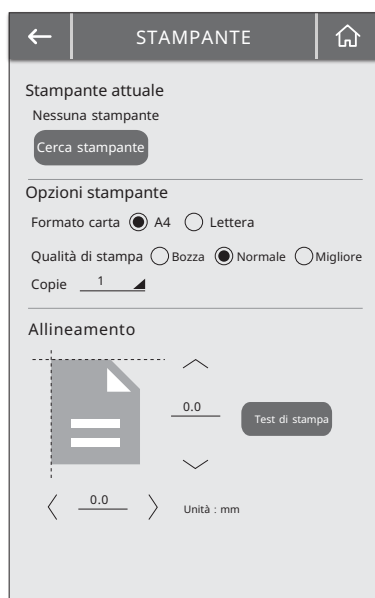 STAMPANTE
Stampante attuale
Nessuna stampante
Cerca stampante
Opzioni stampante
Formato carta A4 Lettera
Qualità di stampa Bozza Normale Migliore
Copie 1
Allineamento
0.0
Test di stampa
0.0
Unità : mm